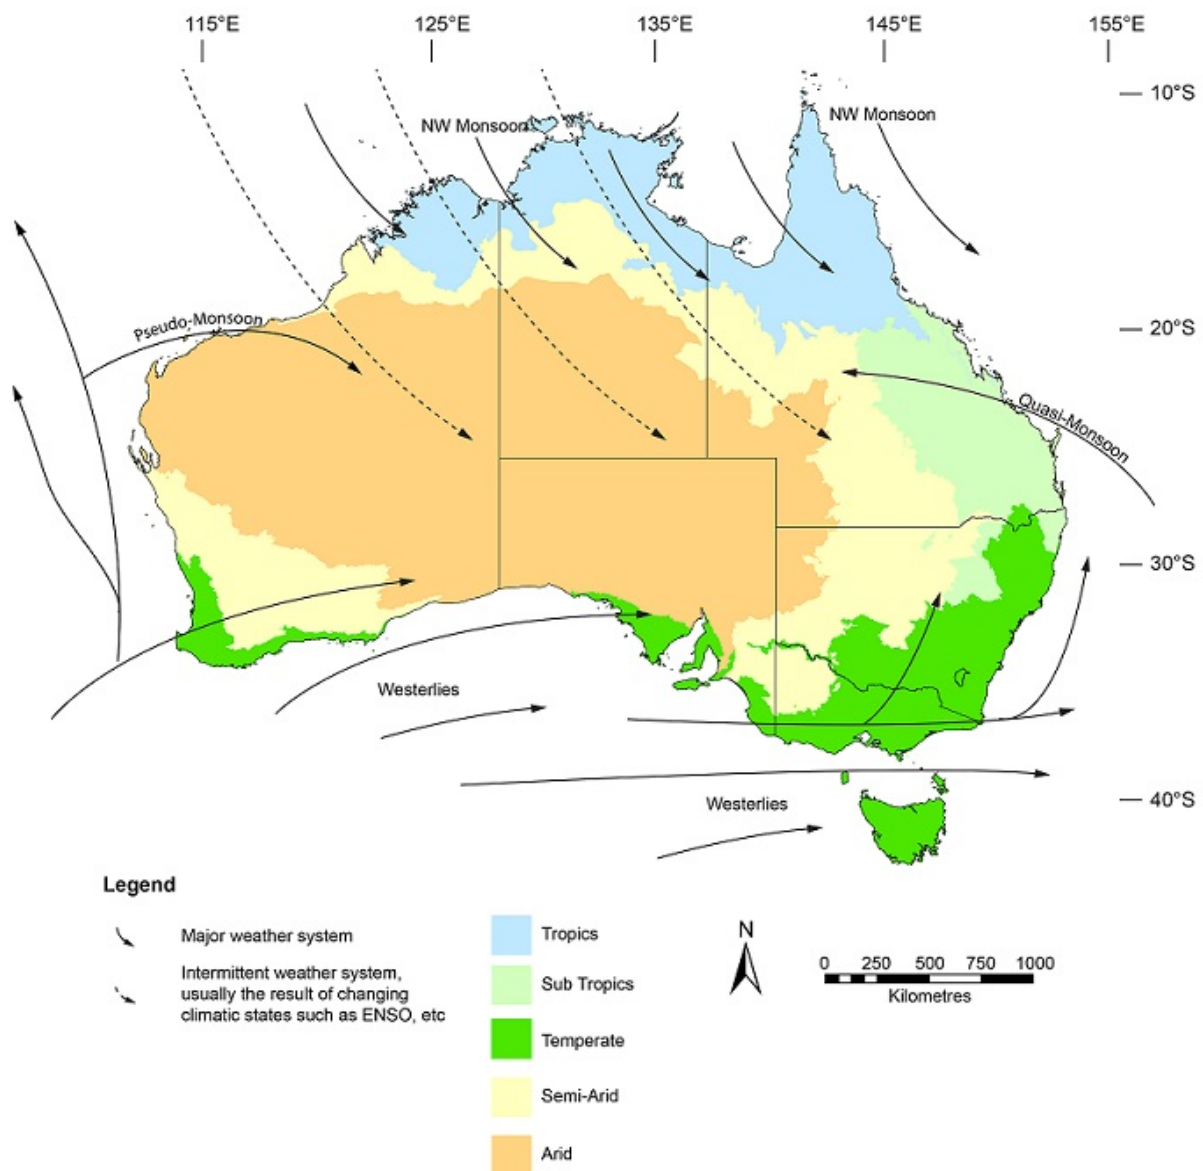 115°E 125°E 135°E 145°E 155°E
10°S
NW Monsoon
NW Monsoon
Pseudo-Monsoon
20°S
Quasi-Monsoon
30°S
Westerlies
Westerlies
40°S
Legend
Major weather system
Intermittent weather system,
usually the result of changing
climatic states such as ENSO, etc
Tropics
Sub Tropics
Temperate
Semi-Arid
Arid
N
0 250 500 750 1000
Kilometres